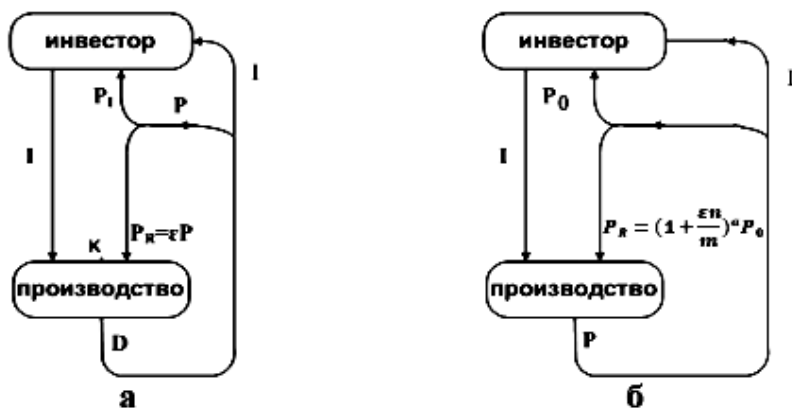 инвестор
I
P_I
P
I
P_R=εP
K
производство
D
а
инвестор
P_0
I
I
P_R = (1 + εn/m)^a P_0
производство
P
б